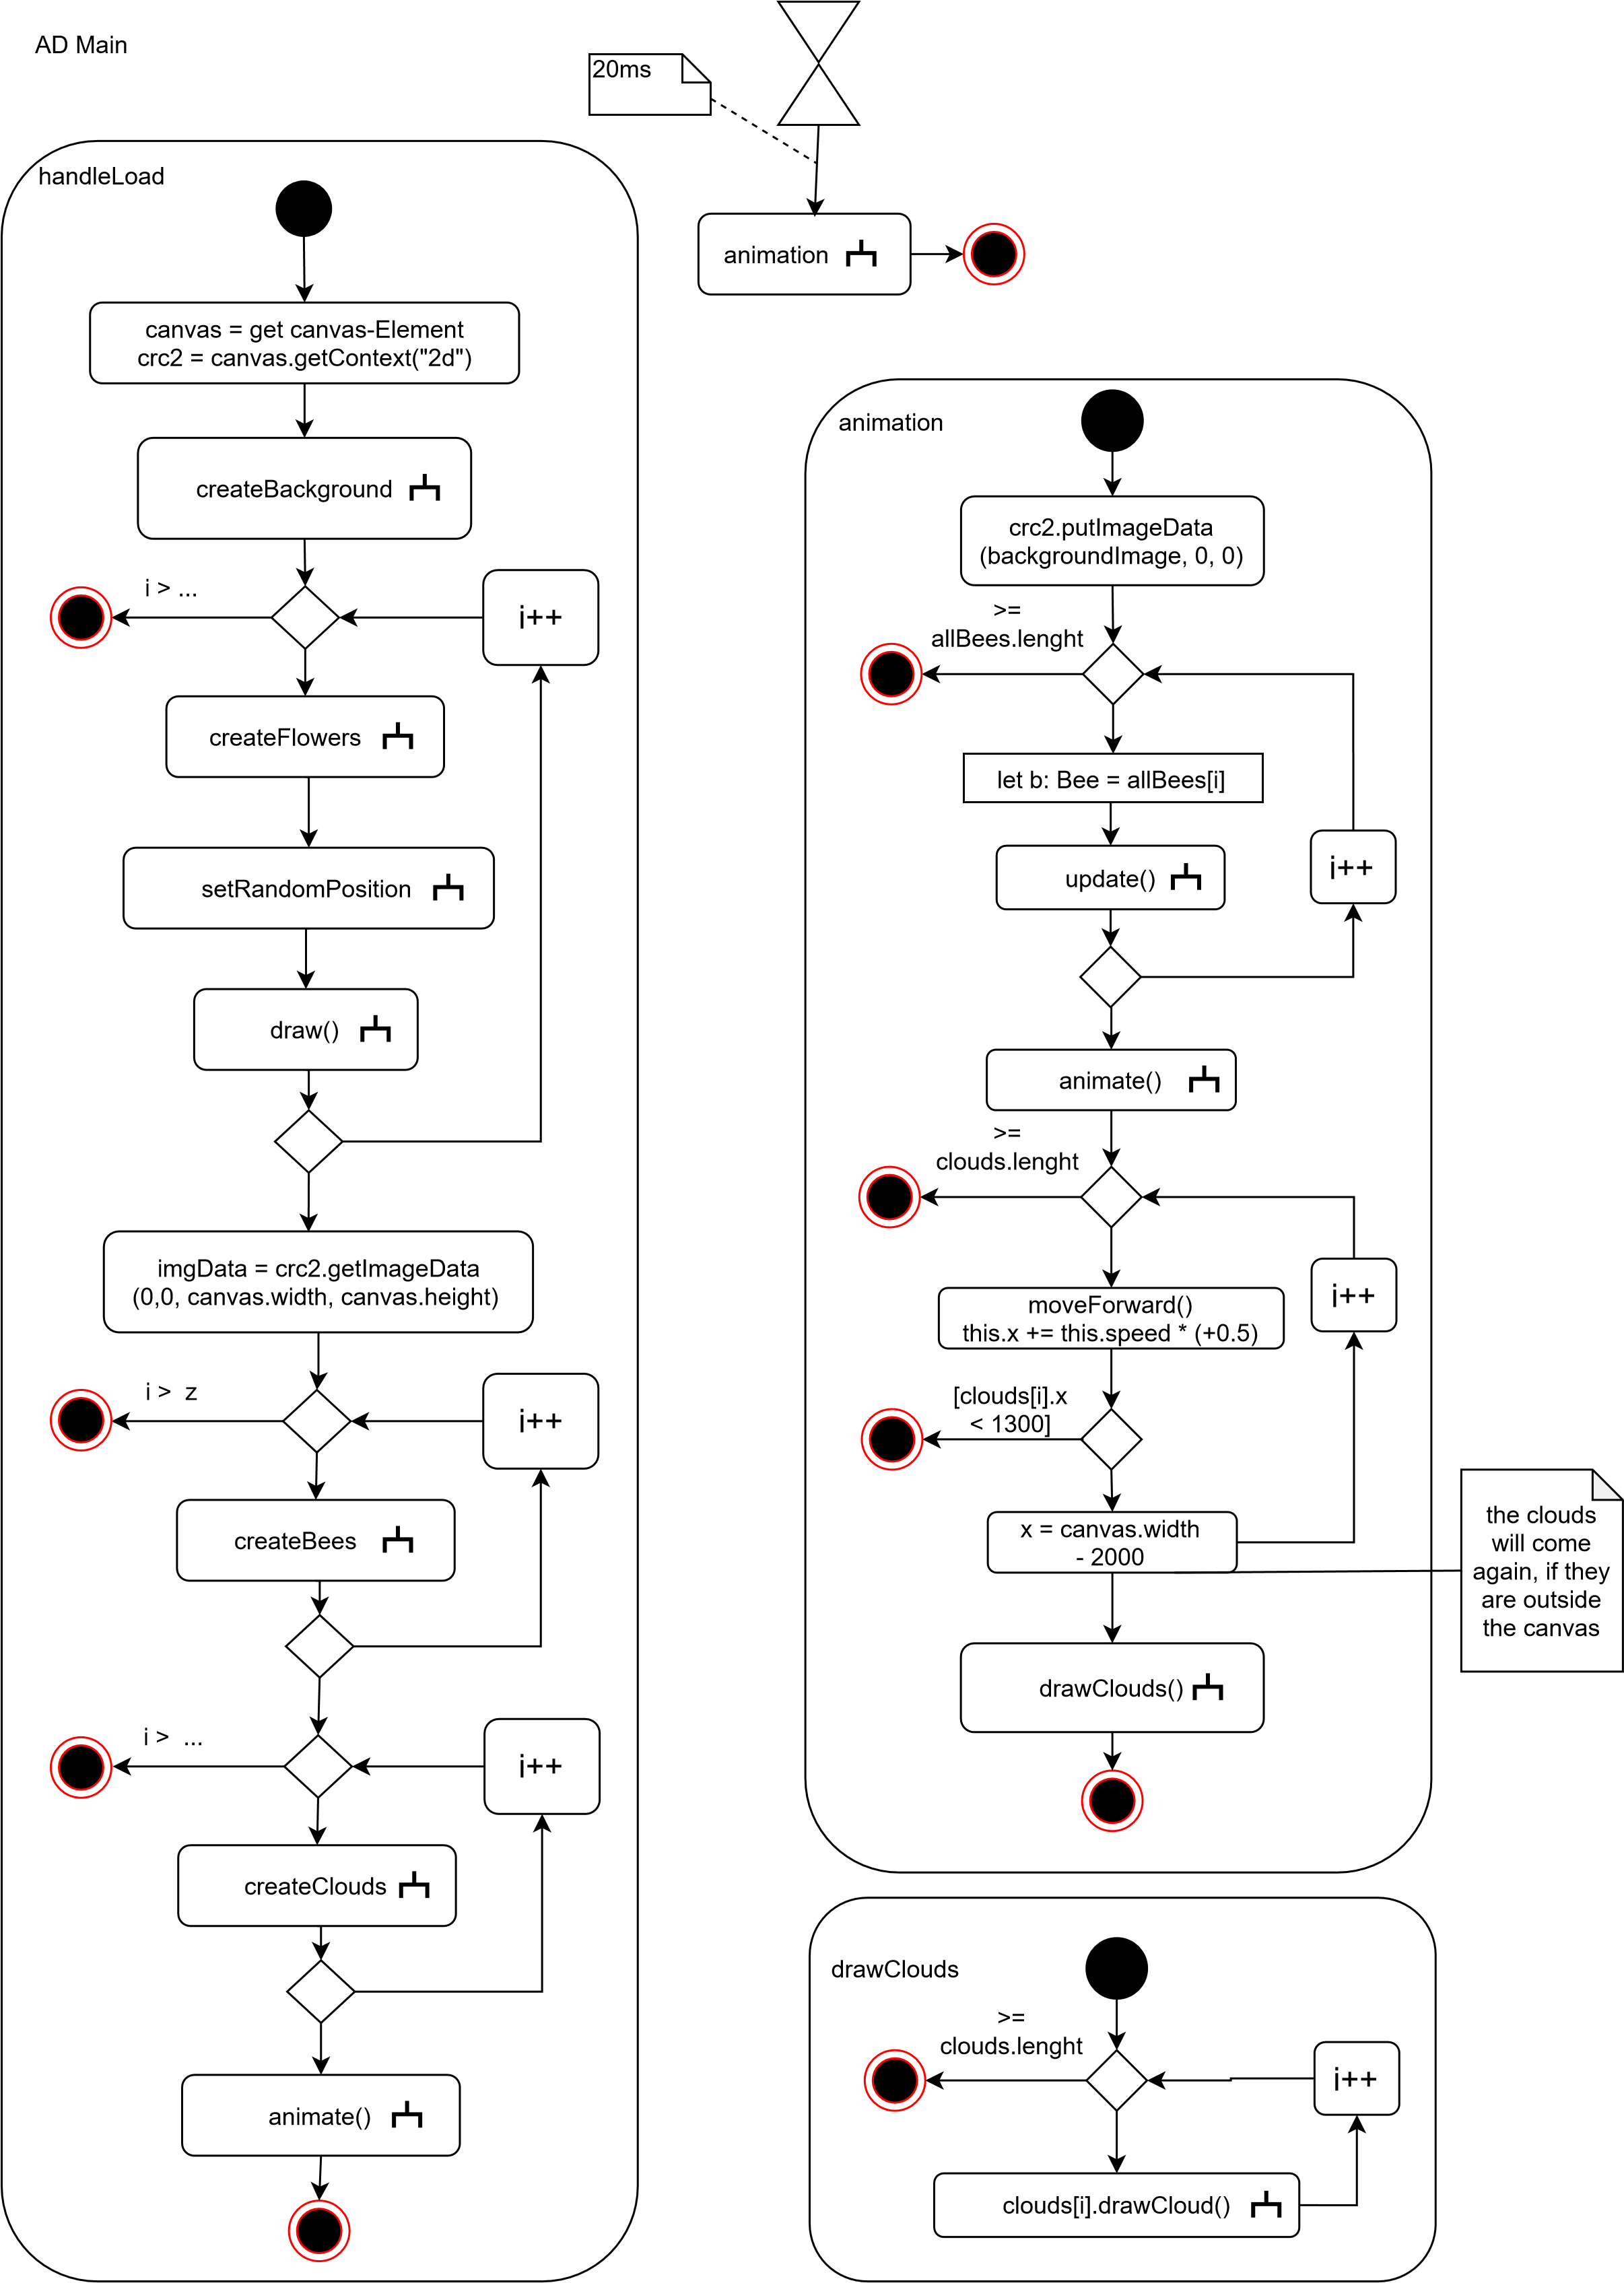 AD Main
20ms
animation
handleLoad
canvas = get canvas-Element
crc2 = canvas.getContext("2d")
createBackground
i > ...
i++
createFlowers
setRandomPosition
draw()
imgData = crc2.getImageData
(0,0, canvas.width, canvas.height)
i > z
i++
createBees
i > ...
i++
createClouds
animate()
animation
crc2.putImageData
(backgroundImage, 0, 0)
>=
allBees.lenght
let b: Bee = allBees[i]
i++
update()
animate()
>=
clouds.lenght
i++
moveForward()
this.x += this.speed * (+0.5)
[clouds[i].x
< 1300]
x = canvas.width
- 2000
the clouds
will come
again, if they
are outside
the canvas
drawClouds()
drawClouds
>=
clouds.lenght
i++
clouds[i].drawCloud()